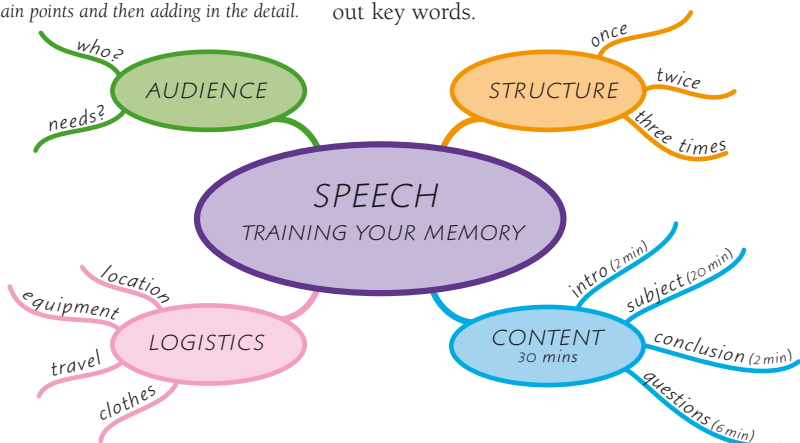 ain points and then adding in the detail.
out key words.
who?
needs?
AUDIENCE
once
twice
three times
STRUCTURE
SPEECH
TRAINING YOUR MEMORY
location
equipment
travel
clothes
LOGISTICS
intro (2 min)
subject (20 min)
conclusion (2 min)
questions (6 min)
CONTENT
30 mins